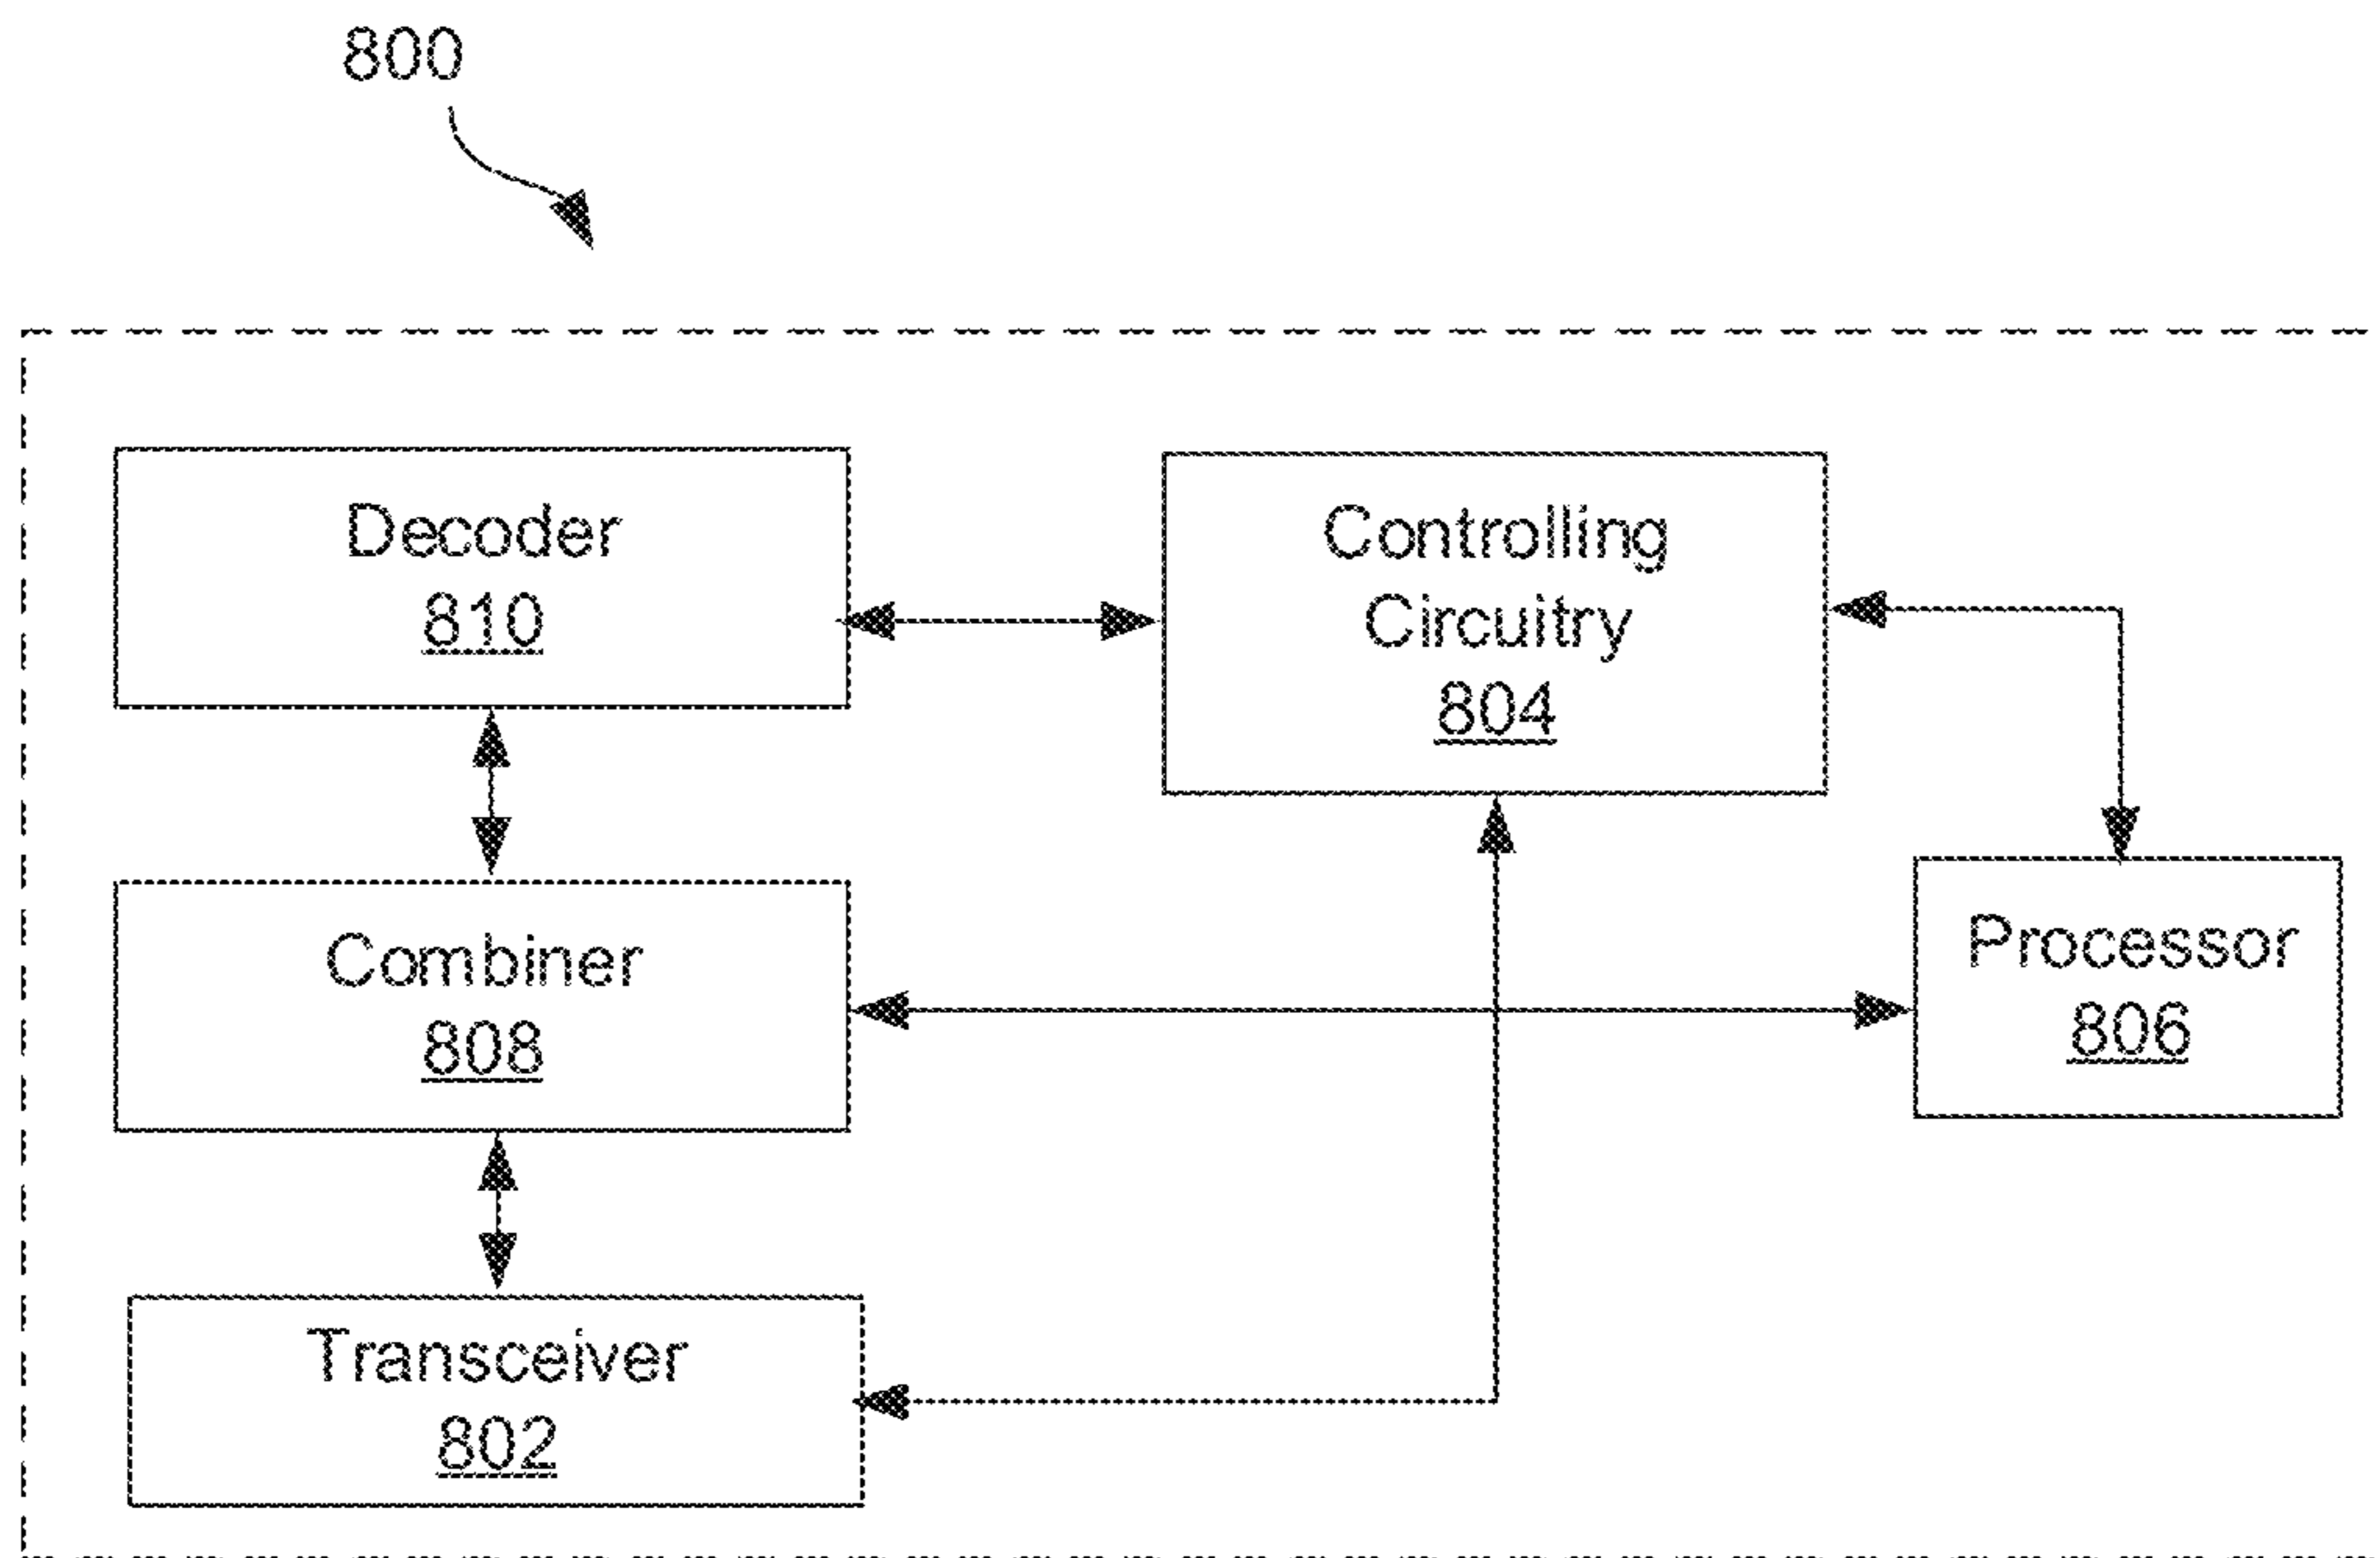 800
Decoder
810
Controlling
Circuitry
804
Combiner
808
Processor
806
Transceiver
802